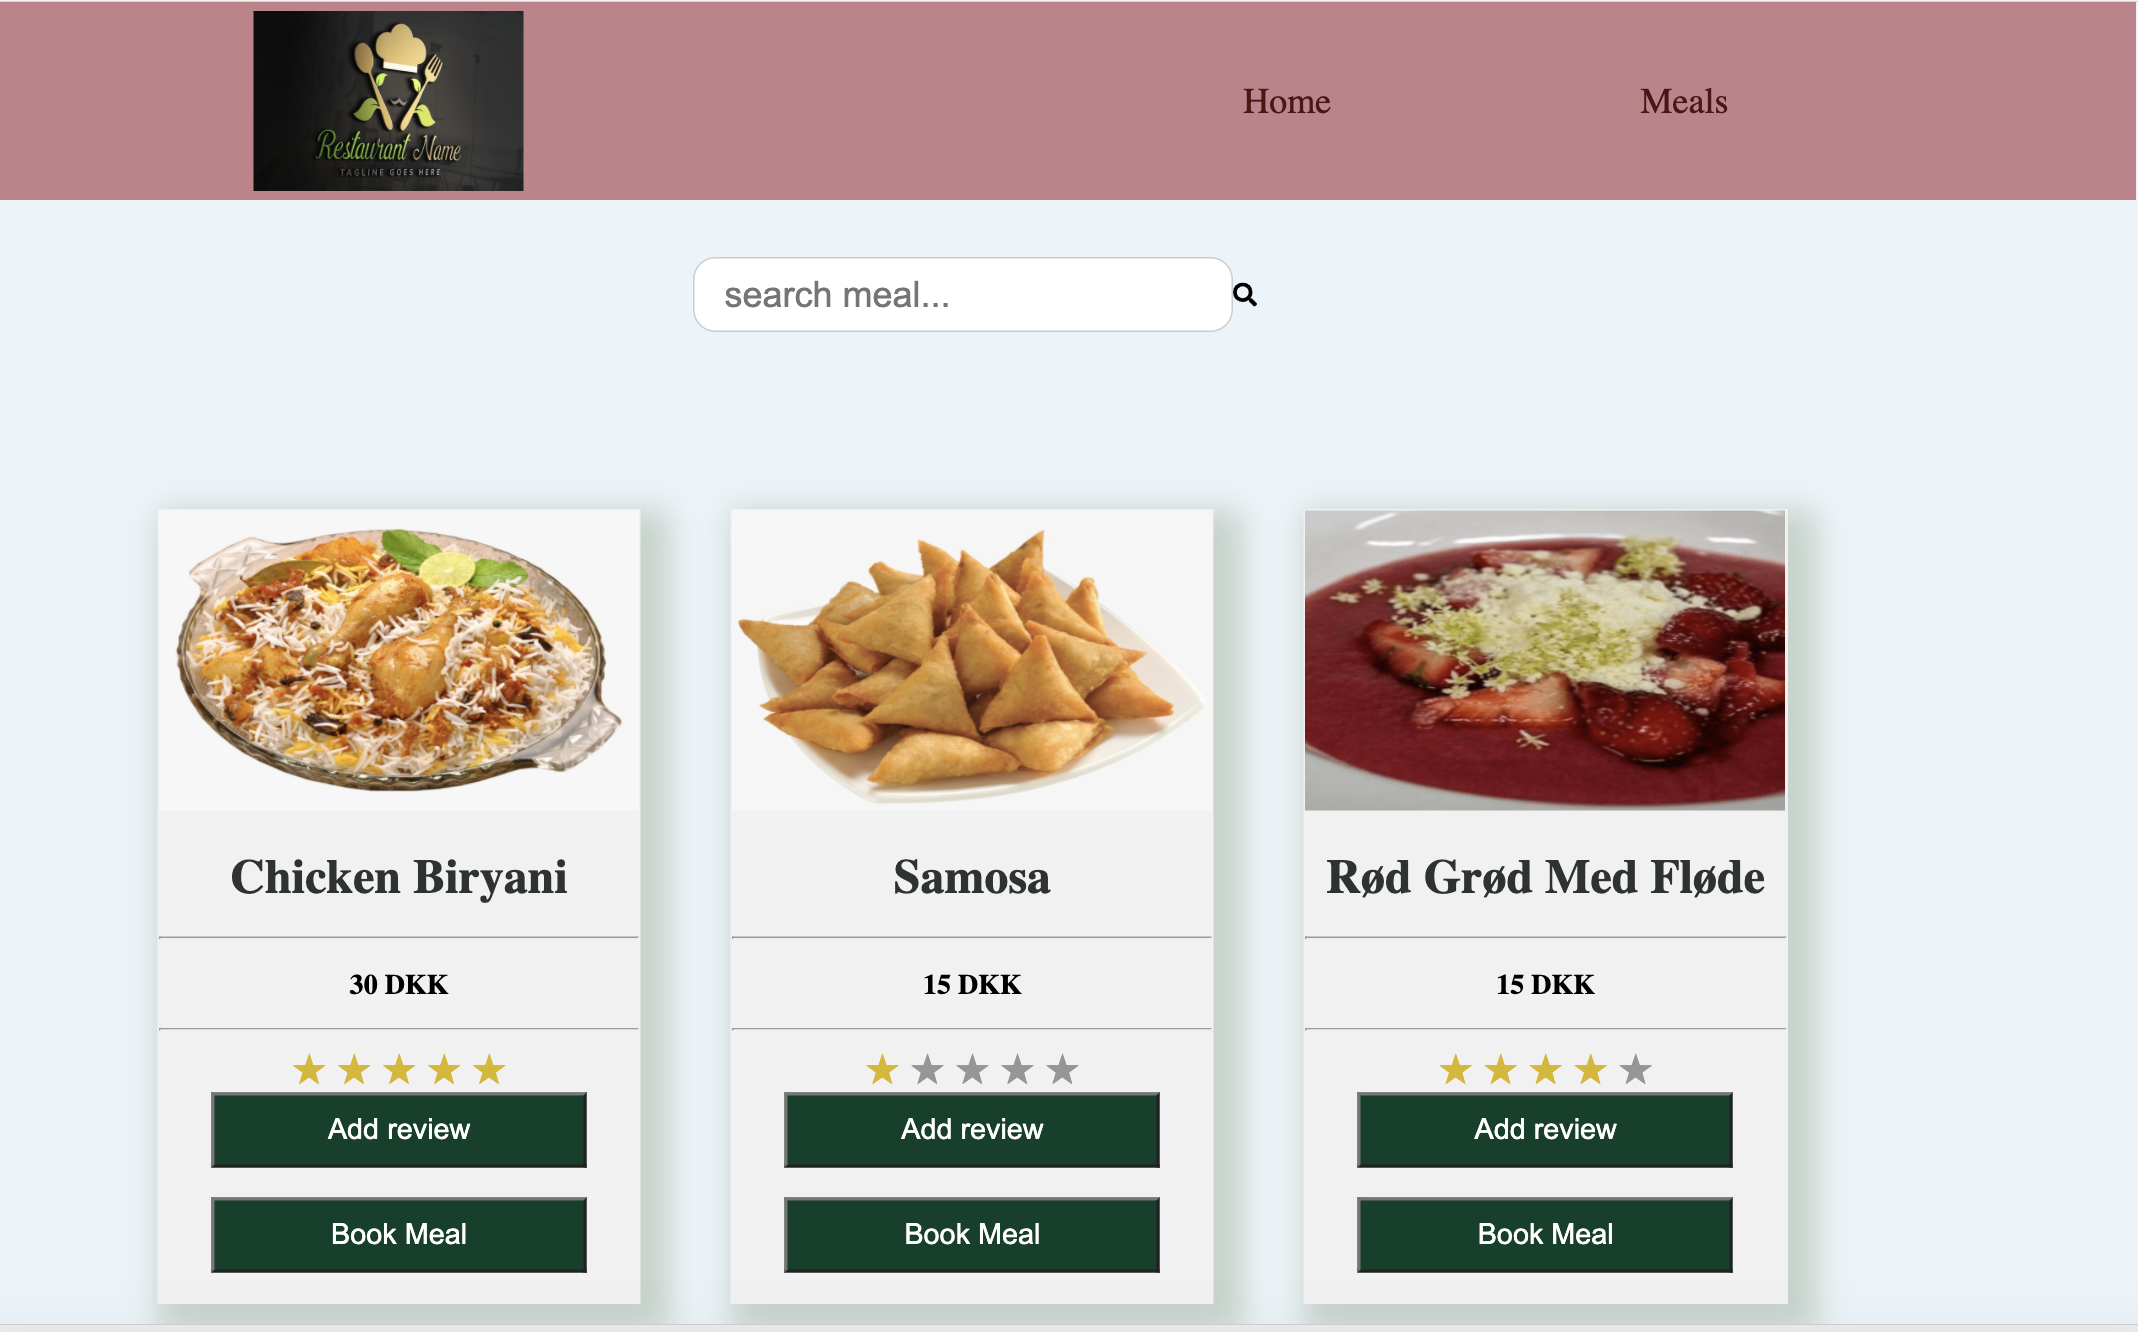 Restaurant Name
TAGLINE GOES HERE
Home
Meals
search meal...
Chicken Biryani
30 DKK
Add review
Book Meal
Samosa
15 DKK
Add review
Book Meal
Rød Grød Med Fløde
15 DKK
Add review
Book Meal